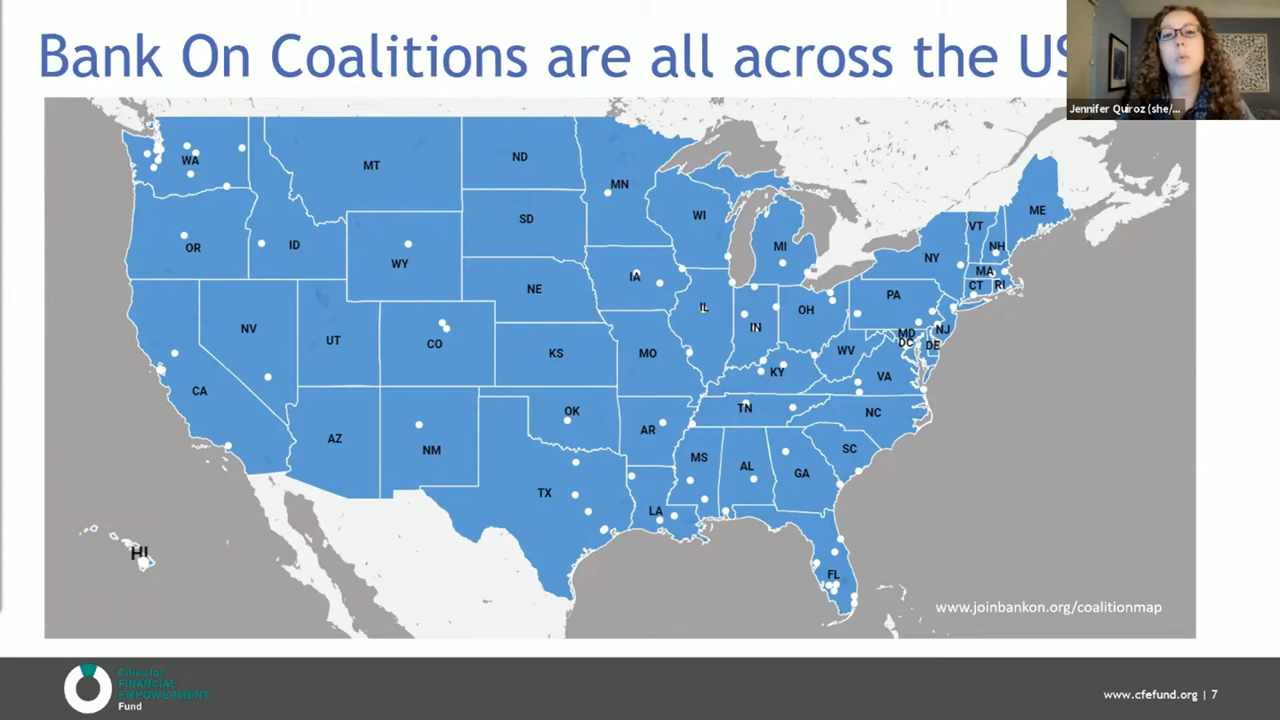 Bank On Coalitions are all across the US
Jennifer Quiroz (she/...
WA
MT
ND
MN
OR
ID
WY
SD
WI
MI
NY
VT
NH
ME
MA
CT
RI
NV
UT
CO
NE
IA
IL
IN
OH
PA
NJ
MD
DC
DE
CA
KS
MO
KY
WV
VA
AZ
NM
OK
AR
TN
NC
TX
LA
MS
AL
GA
SC
FL
HI
www.joinbankon.org/coalitionmap
Cities for
FINANCIAL
EMPOWERMENT
Fund
www.cfefund.org | 7